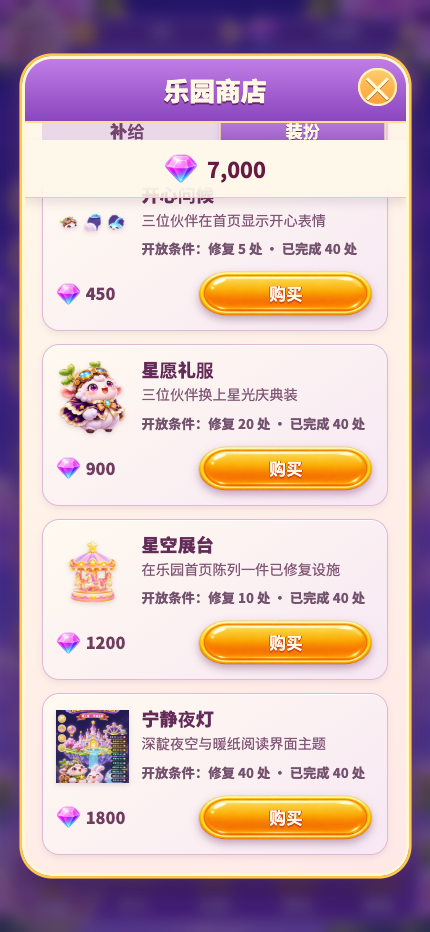 乐园商店
补给
装扮
7,000
开心问候
三位伙伴在首页显示开心表情
开放条件：修复 5 处 · 已完成 40 处
450
购买
星愿礼服
三位伙伴换上星光庆典装
开放条件：修复 20 处 · 已完成 40 处
900
购买
星空展台
在乐园首页陈列一件已修复设施
开放条件：修复 10 处 · 已完成 40 处
1200
购买
宁静夜灯
深靛夜空与暖纸阅读界面主题
开放条件：修复 40 处 · 已完成 40 处
1800
购买